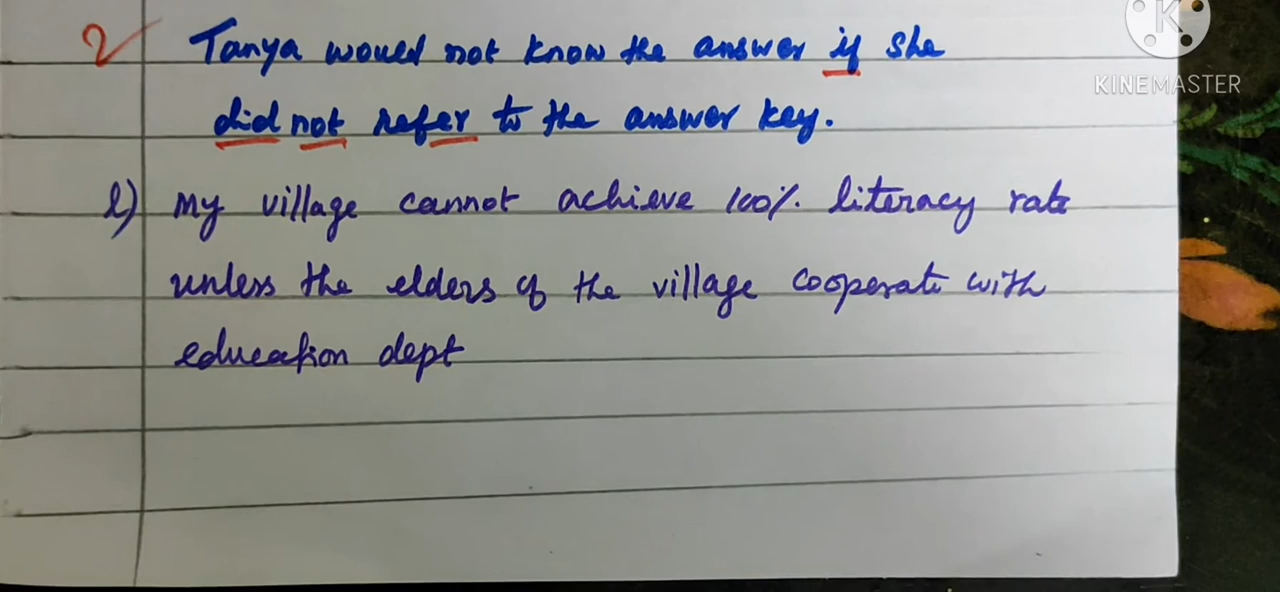 2 Tanya would not know the answer if she
did not refer to the answer key.
l) My village cannot achieve 100% literacy rate
unless the elders of the village cooperate with
education dept
K
KINEMASTER